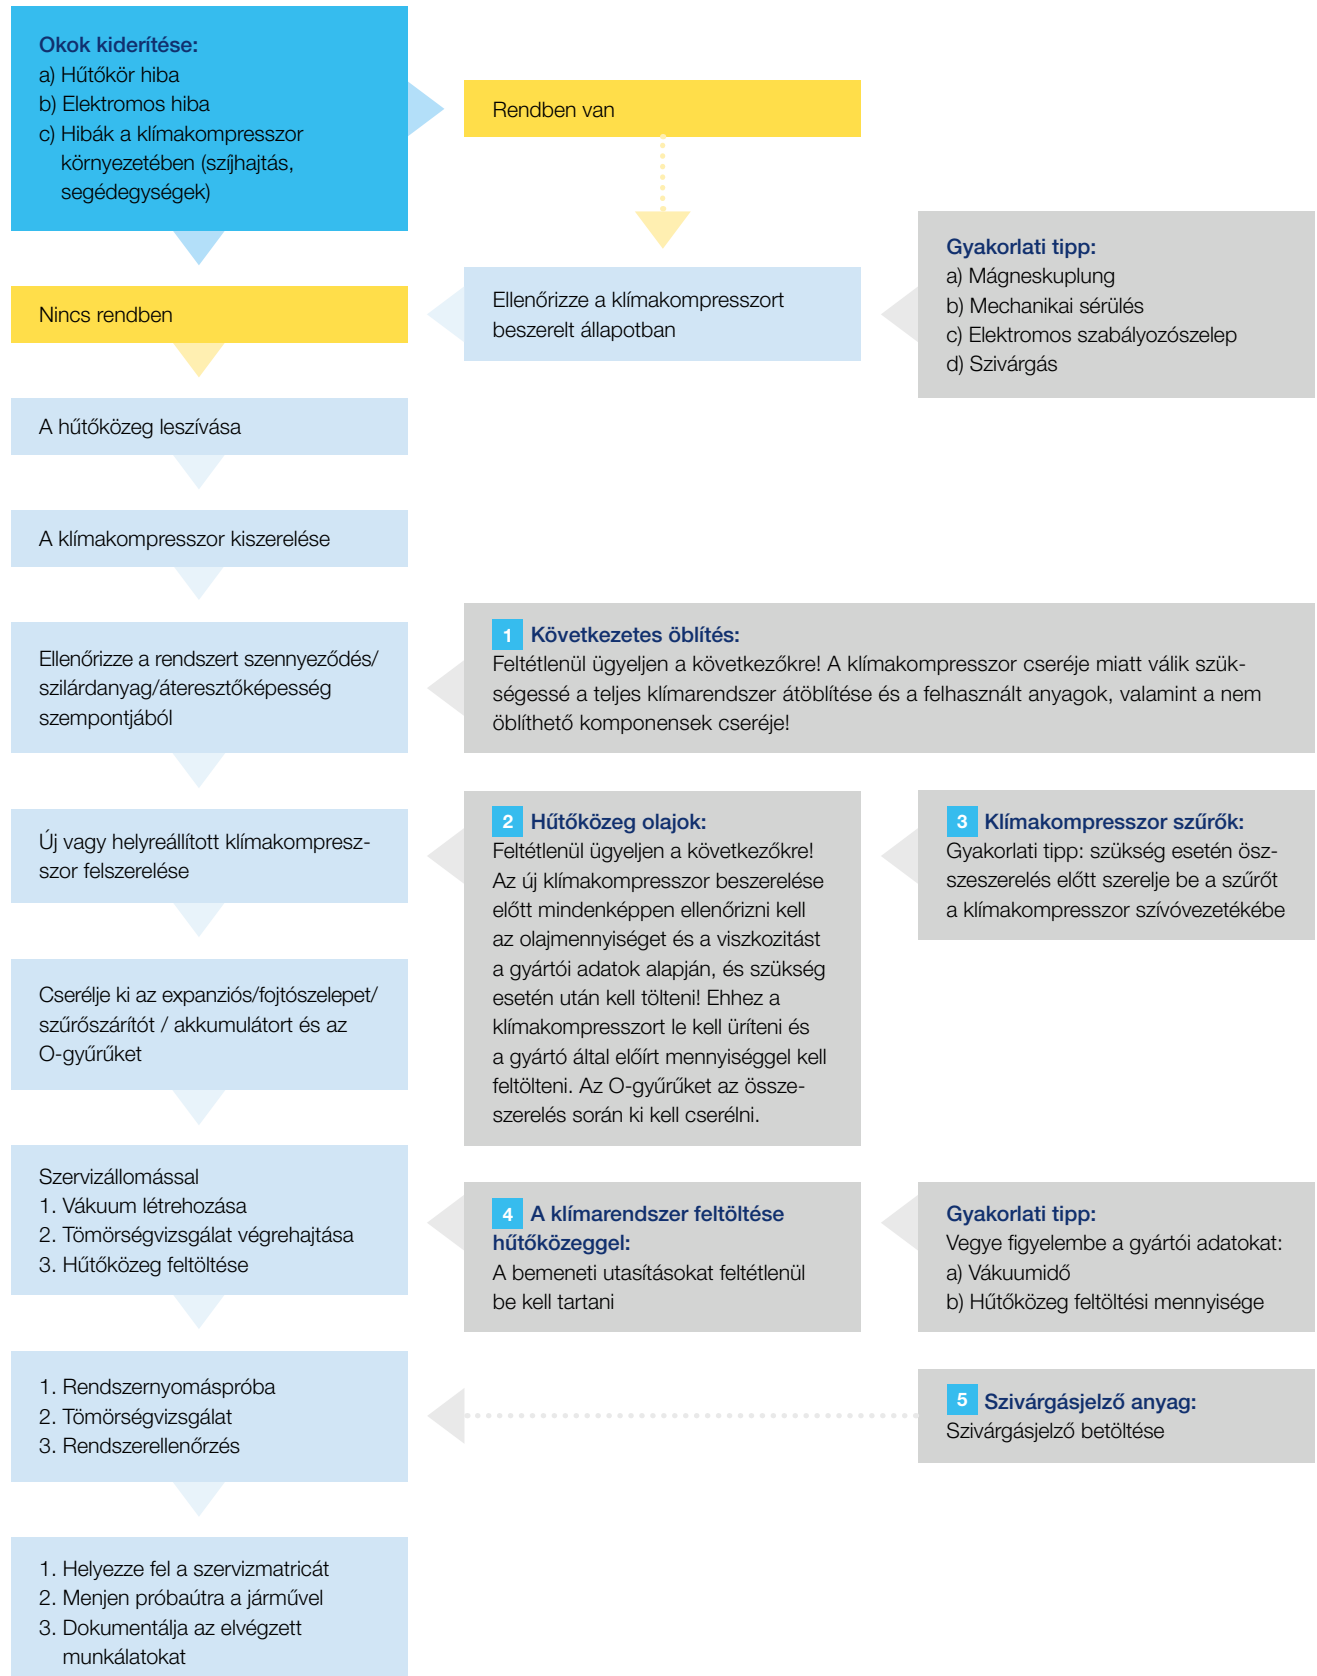 Okok kiderítése:
a) Hűtőkör hiba
b) Elektromos hiba
c) Hibák a klímakompresszor
környezetében (szíjhajtás,
segédegységek)
Rendben van
Nincs rendben
Ellenőrizze a klímakompresszort
beszerelt állapotban
Gyakorlati tipp:
a) Mágneskuplung
b) Mechanikai sérülés
c) Elektromos szabályozószelep
d) Szivárgás
A hűtőközeg leszívása
A klímakompresszor kiszerelése
Ellenőrizze a rendszert szennyeződés/
szilárdanyag/áteresztőképesség
szempontjából
1 Következetes öblítés:
Feltétlenül ügyeljen a következőkre! A klímakompresszor cseréje miatt válik szük-
ségessé a teljes klímarendszer átöblítése és a felhasznált anyagok, valamint a nem
öblíthető komponensek cseréje!
Új vagy helyreállított klímakompresz-
szor felszerelése
2 Hűtőközeg olajok:
Feltétlenül ügyeljen a következőkre!
Az új klímakompresszor beszerelése
előtt mindenképpen ellenőrizni kell
az olajmennyiséget és a viszkozitást
a gyártói adatok alapján, és szükség
esetén után kell tölteni! Ehhez a
klímakompresszort le kell üríteni és
a gyártó által előírt mennyiséggel kell
feltölteni. Az O-gyűrűket az össze-
szerelés során ki kell cserélni.
3 Klímakompresszor szűrők:
Gyakorlati tipp: szükség esetén ösz-
szeszerelés előtt szerelje be a szűrőt
a klímakompresszor szívóvezetékébe
Cserélje ki az expanziós/fojtószelepet/
szűrőszárítót / akkumulátort és az
O-gyűrűket
Szervizállomással
1. Vákuum létrehozása
2. Tömörségvizsgálat végrehajtása
3. Hűtőközeg feltöltése
4 A klímarendszer feltöltése
hűtőközeggel:
A bemeneti utasításokat feltétlenül
be kell tartani
Gyakorlati tipp:
Vegye figyelembe a gyártói adatokat:
a) Vákuumidő
b) Hűtőközeg feltöltési mennyisége
1. Rendszernyomáspróba
2. Tömörségvizsgálat
3. Rendszerellenőrzés
5 Szivárgásjelző anyag:
Szivárgásjelző betöltése
1. Helyezze fel a szervizmatricát
2. Menjen próbaútra a járművel
3. Dokumentálja az elvégzett
munkálatokat